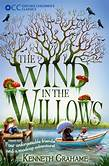 OXFORD CHILDREN'S
CLASSICS
THE
WIND
IN THE
WILLOWS
KENNETH GRAHAME